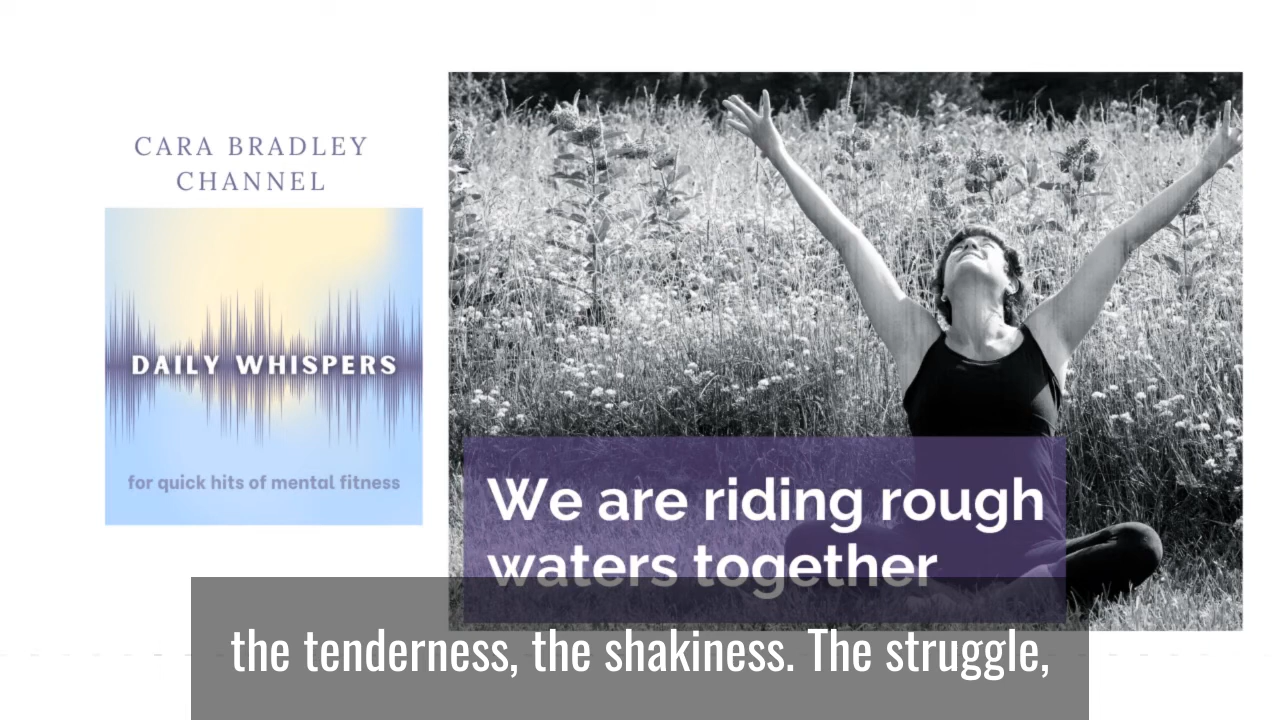 CARA BRADLEY
CHANNEL
DAILY WHISPERS
for quick hits of mental fitness
We are riding rough
waters together
the tenderness, the shakiness. The struggle,